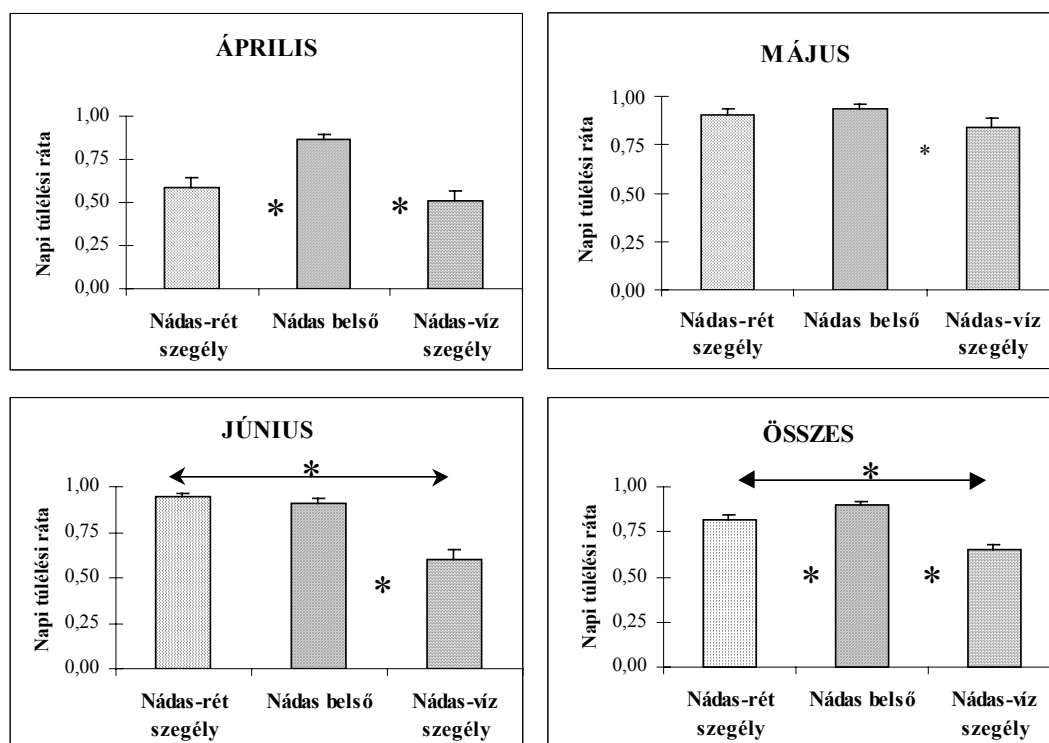 ÁPRILIS
Napi túlélési ráta
1,00
0,75
0,50
0,25
0,00
*
*
Nádas-rét szegély
Nádas belső
Nádas-víz szegély
MÁJUS
Napi túlélési ráta
1,00
0,75
0,50
0,25
0,00
*
Nádas-rét szegély
Nádas belső
Nádas-víz szegély
JÚNIUS
*
Napi túlélési ráta
1,00
0,75
0,50
0,25
0,00
*
Nádas-rét szegély
Nádas belső
Nádas-víz szegély
ÖSSZES
*
Napi túlélési ráta
1,00
0,75
0,50
0,25
0,00
*
*
Nádas-rét szegély
Nádas belső
Nádas-víz szegély